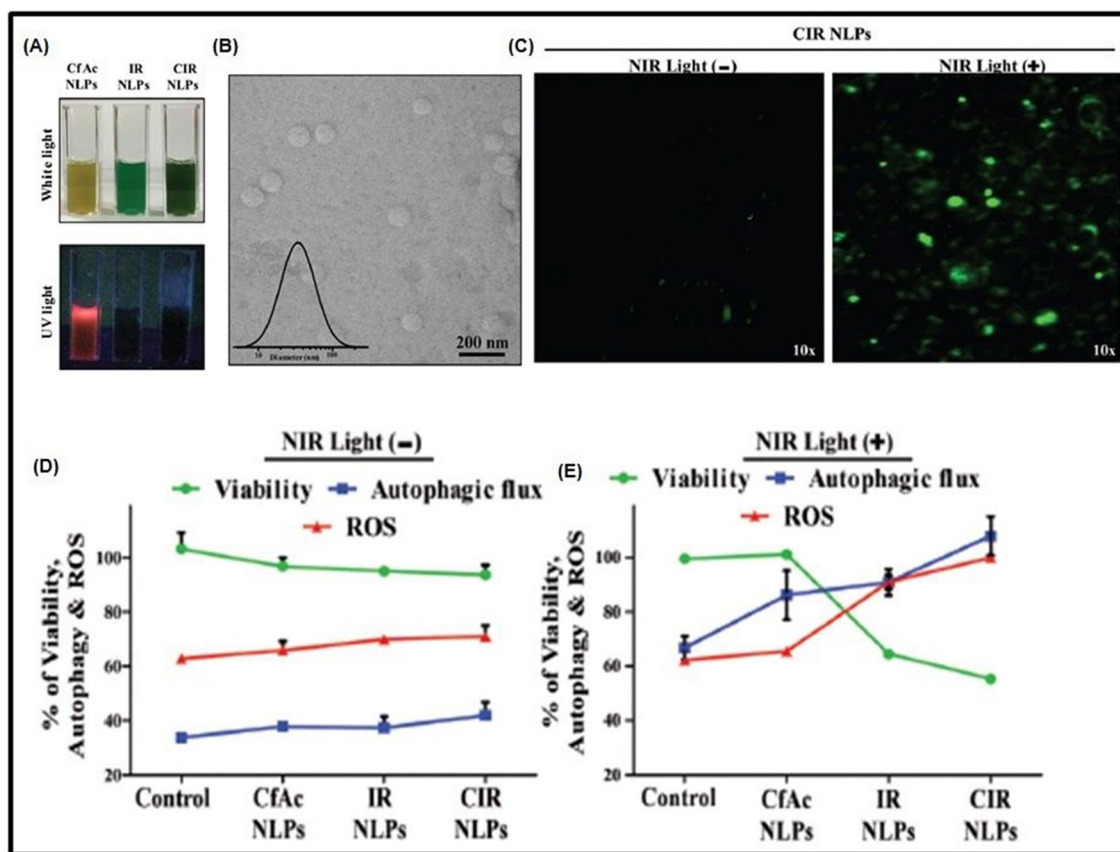 (A)
CfAc
NLPs
IR
NLPs
CIR
NLPs
White light
UV light
(B)
10
Diameter (nm)
100
200 nm
(C)
CIR NLPs
NIR Light (−)
NIR Light (+)
10x
10x
(D)
NIR Light (−)
Viability
Autophagic flux
ROS
% of Viability,
Autophagy & ROS
100
80
60
40
20
Control
CfAc
NLPs
IR
NLPs
CIR
NLPs
(E)
NIR Light (+)
Viability
Autophagic flux
ROS
% of Viability,
Autophagy & ROS
100
80
60
40
20
Control
CfAc
NLPs
IR
NLPs
CIR
NLPs